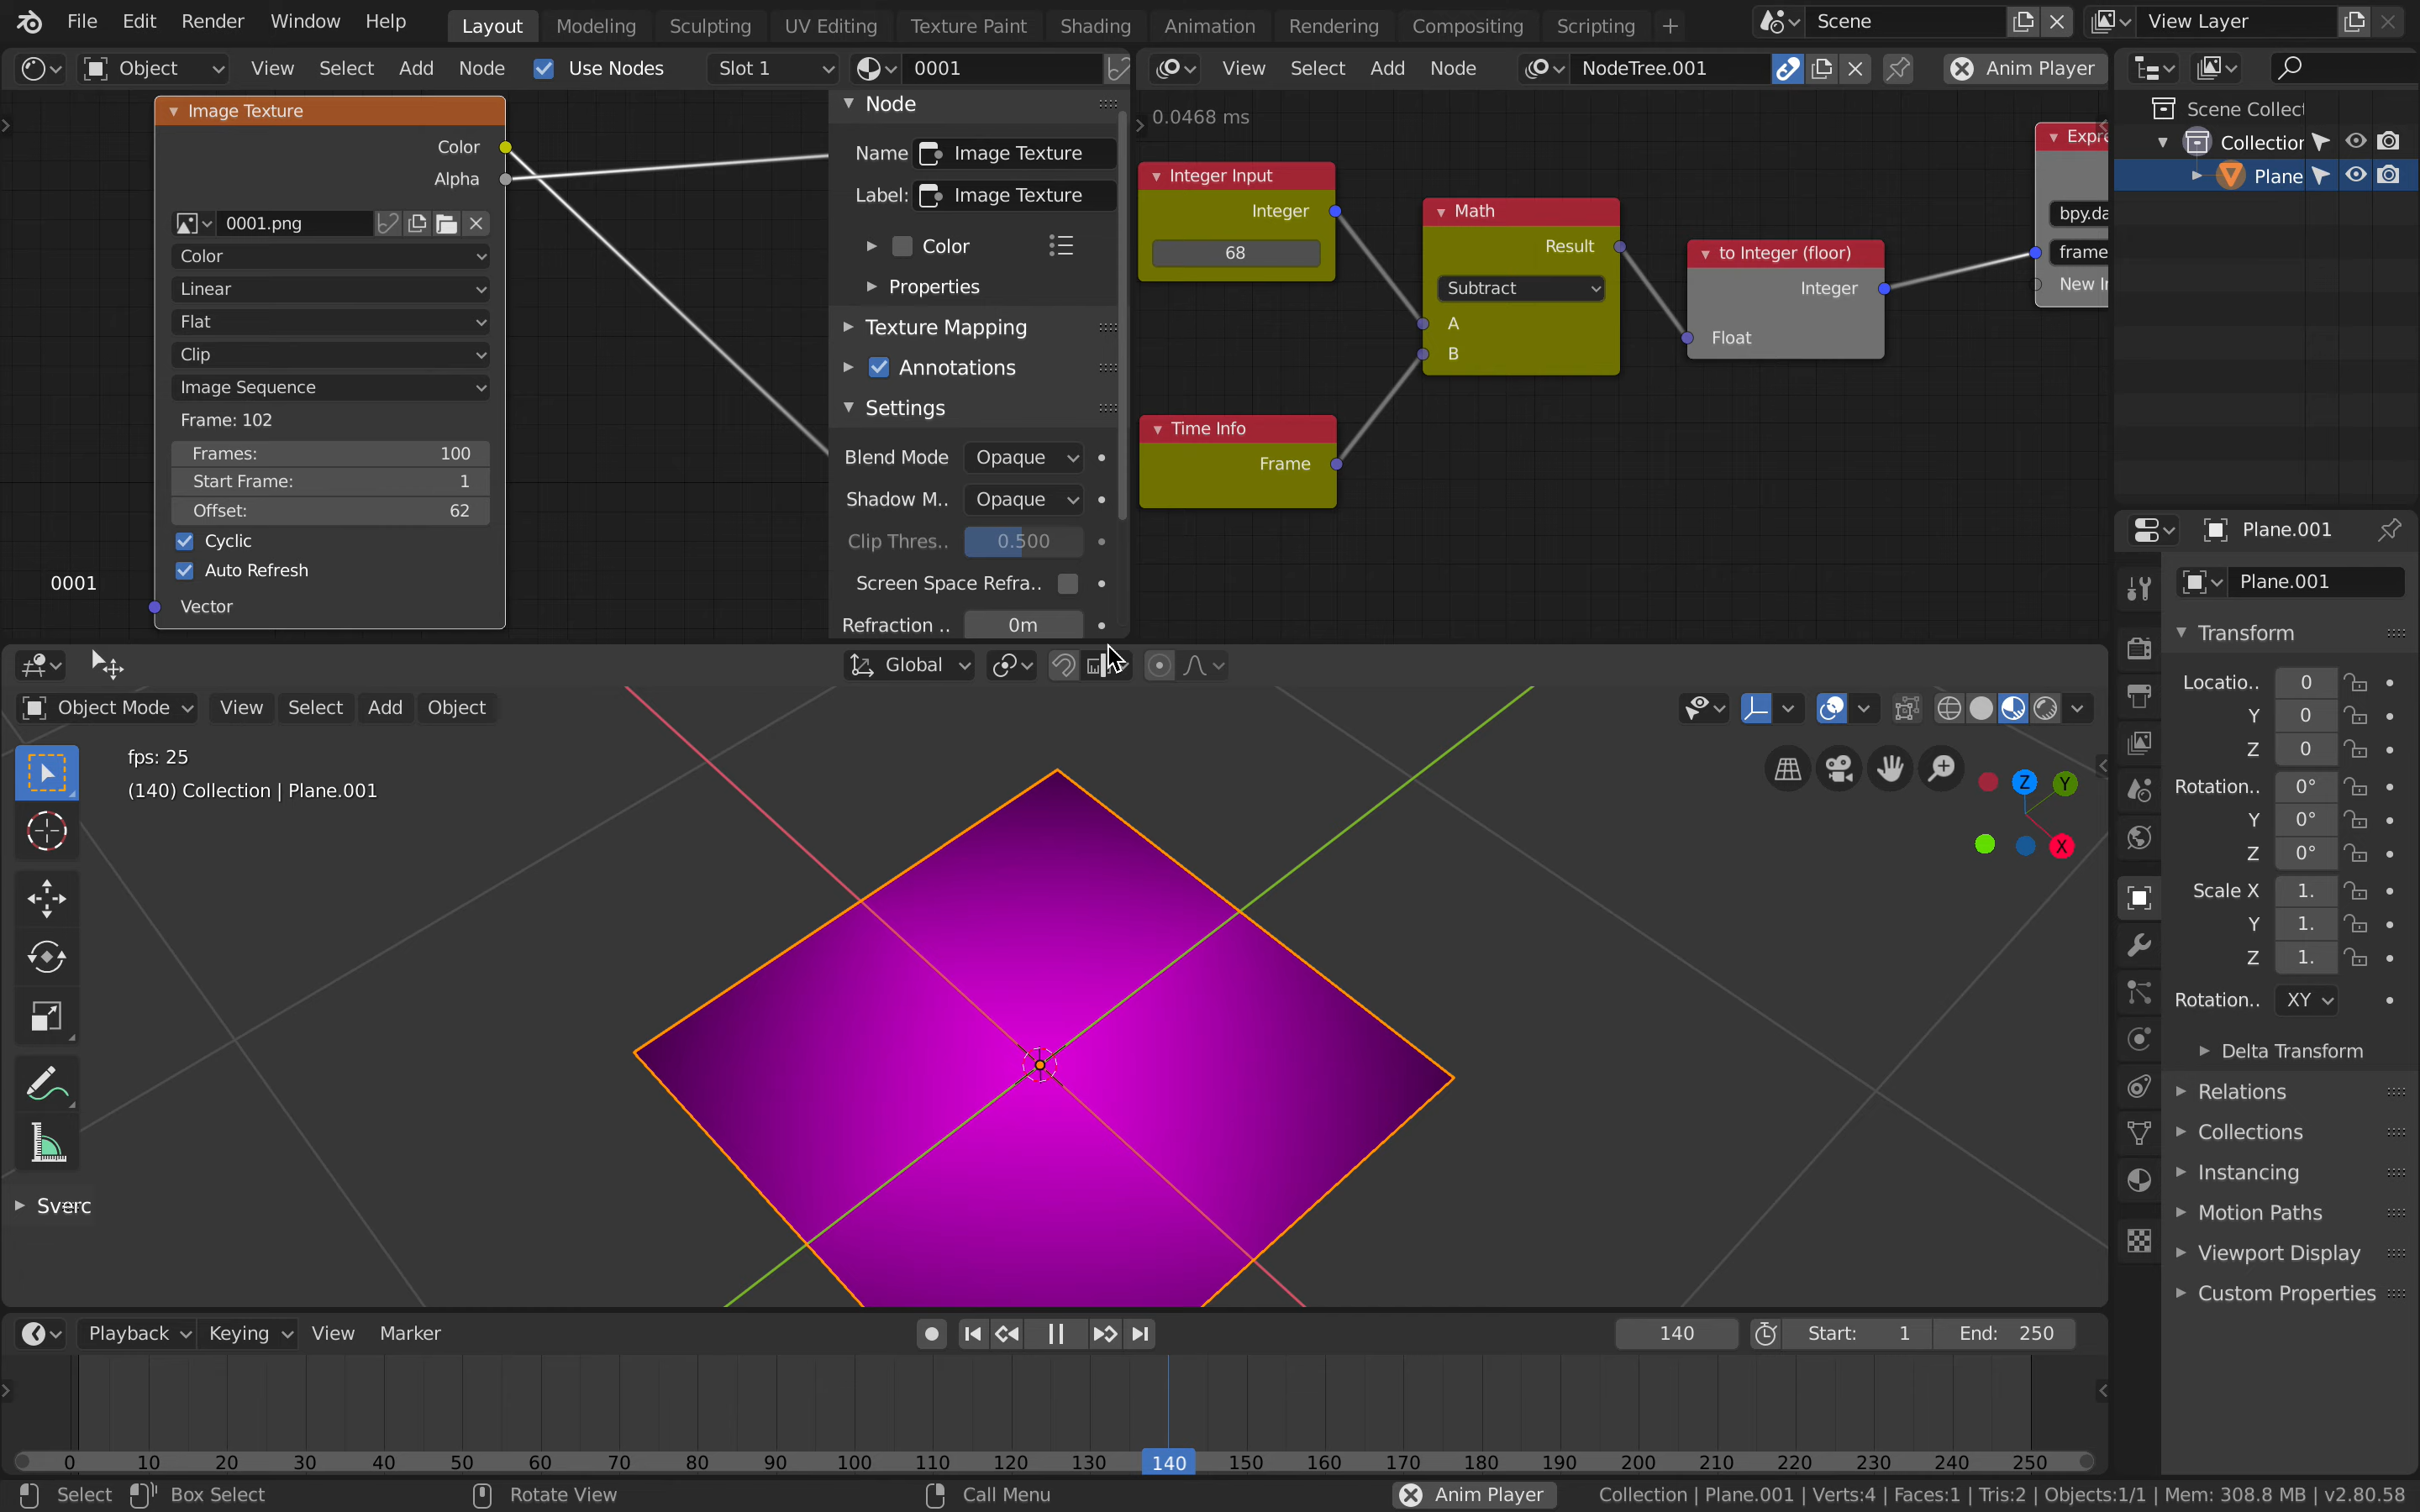 File Edit Render Window Help Layout Modeling Sculpting UV Editing Texture Paint Shading Animation Rendering Compositing Scripting + Scene View Layer
Object View Select Add Node Use Nodes Slot 1 0001
View Select Add Node NodeTree.001 Anim Player
Image Texture
Color
Alpha
0001.png
Color
Linear
Flat
Clip
Image Sequence
Frame: 102
Frames: 100
Start Frame: 1
Offset: 62
Cyclic
Auto Refresh
Vector
0001
Node
Name Image Texture
Label: Image Texture
Color
Properties
Texture Mapping
Annotations
Settings
Blend Mode Opaque
Shadow M.. Opaque
Clip Thres.. 0.500
Screen Space Refra..
Refraction .. 0m
0.0468 ms
Integer Input
Integer
68
Time Info
Frame
Math
Result
Subtract
A
B
to Integer (floor)
Integer
Float
Expre
bpy.da
frame
New In
Scene Collect
Collection
Plane
Global
Object Mode View Select Add Object
fps: 25
(140) Collection | Plane.001
Z Y
X
Sverc
Plane.001
Plane.001
Transform
Locatio.. 0
Y 0
Z 0
Rotation.. 0°
Y 0°
Z 0°
Scale X 1.
Y 1.
Z 1.
Rotation.. XY
Delta Transform
Relations
Collections
Instancing
Motion Paths
Viewport Display
Custom Properties
Playback Keying View Marker 140 Start: 1 End: 250
0 10 20 30 40 50 60 70 80 90 100 110 120 130 140 150 160 170 180 190 200 210 220 230 240 250
Select Box Select Rotate View Call Menu Anim Player Collection | Plane.001 | Verts:4 | Faces:1 | Tris:2 | Objects:1/1 | Mem: 308.8 MB | v2.80.58